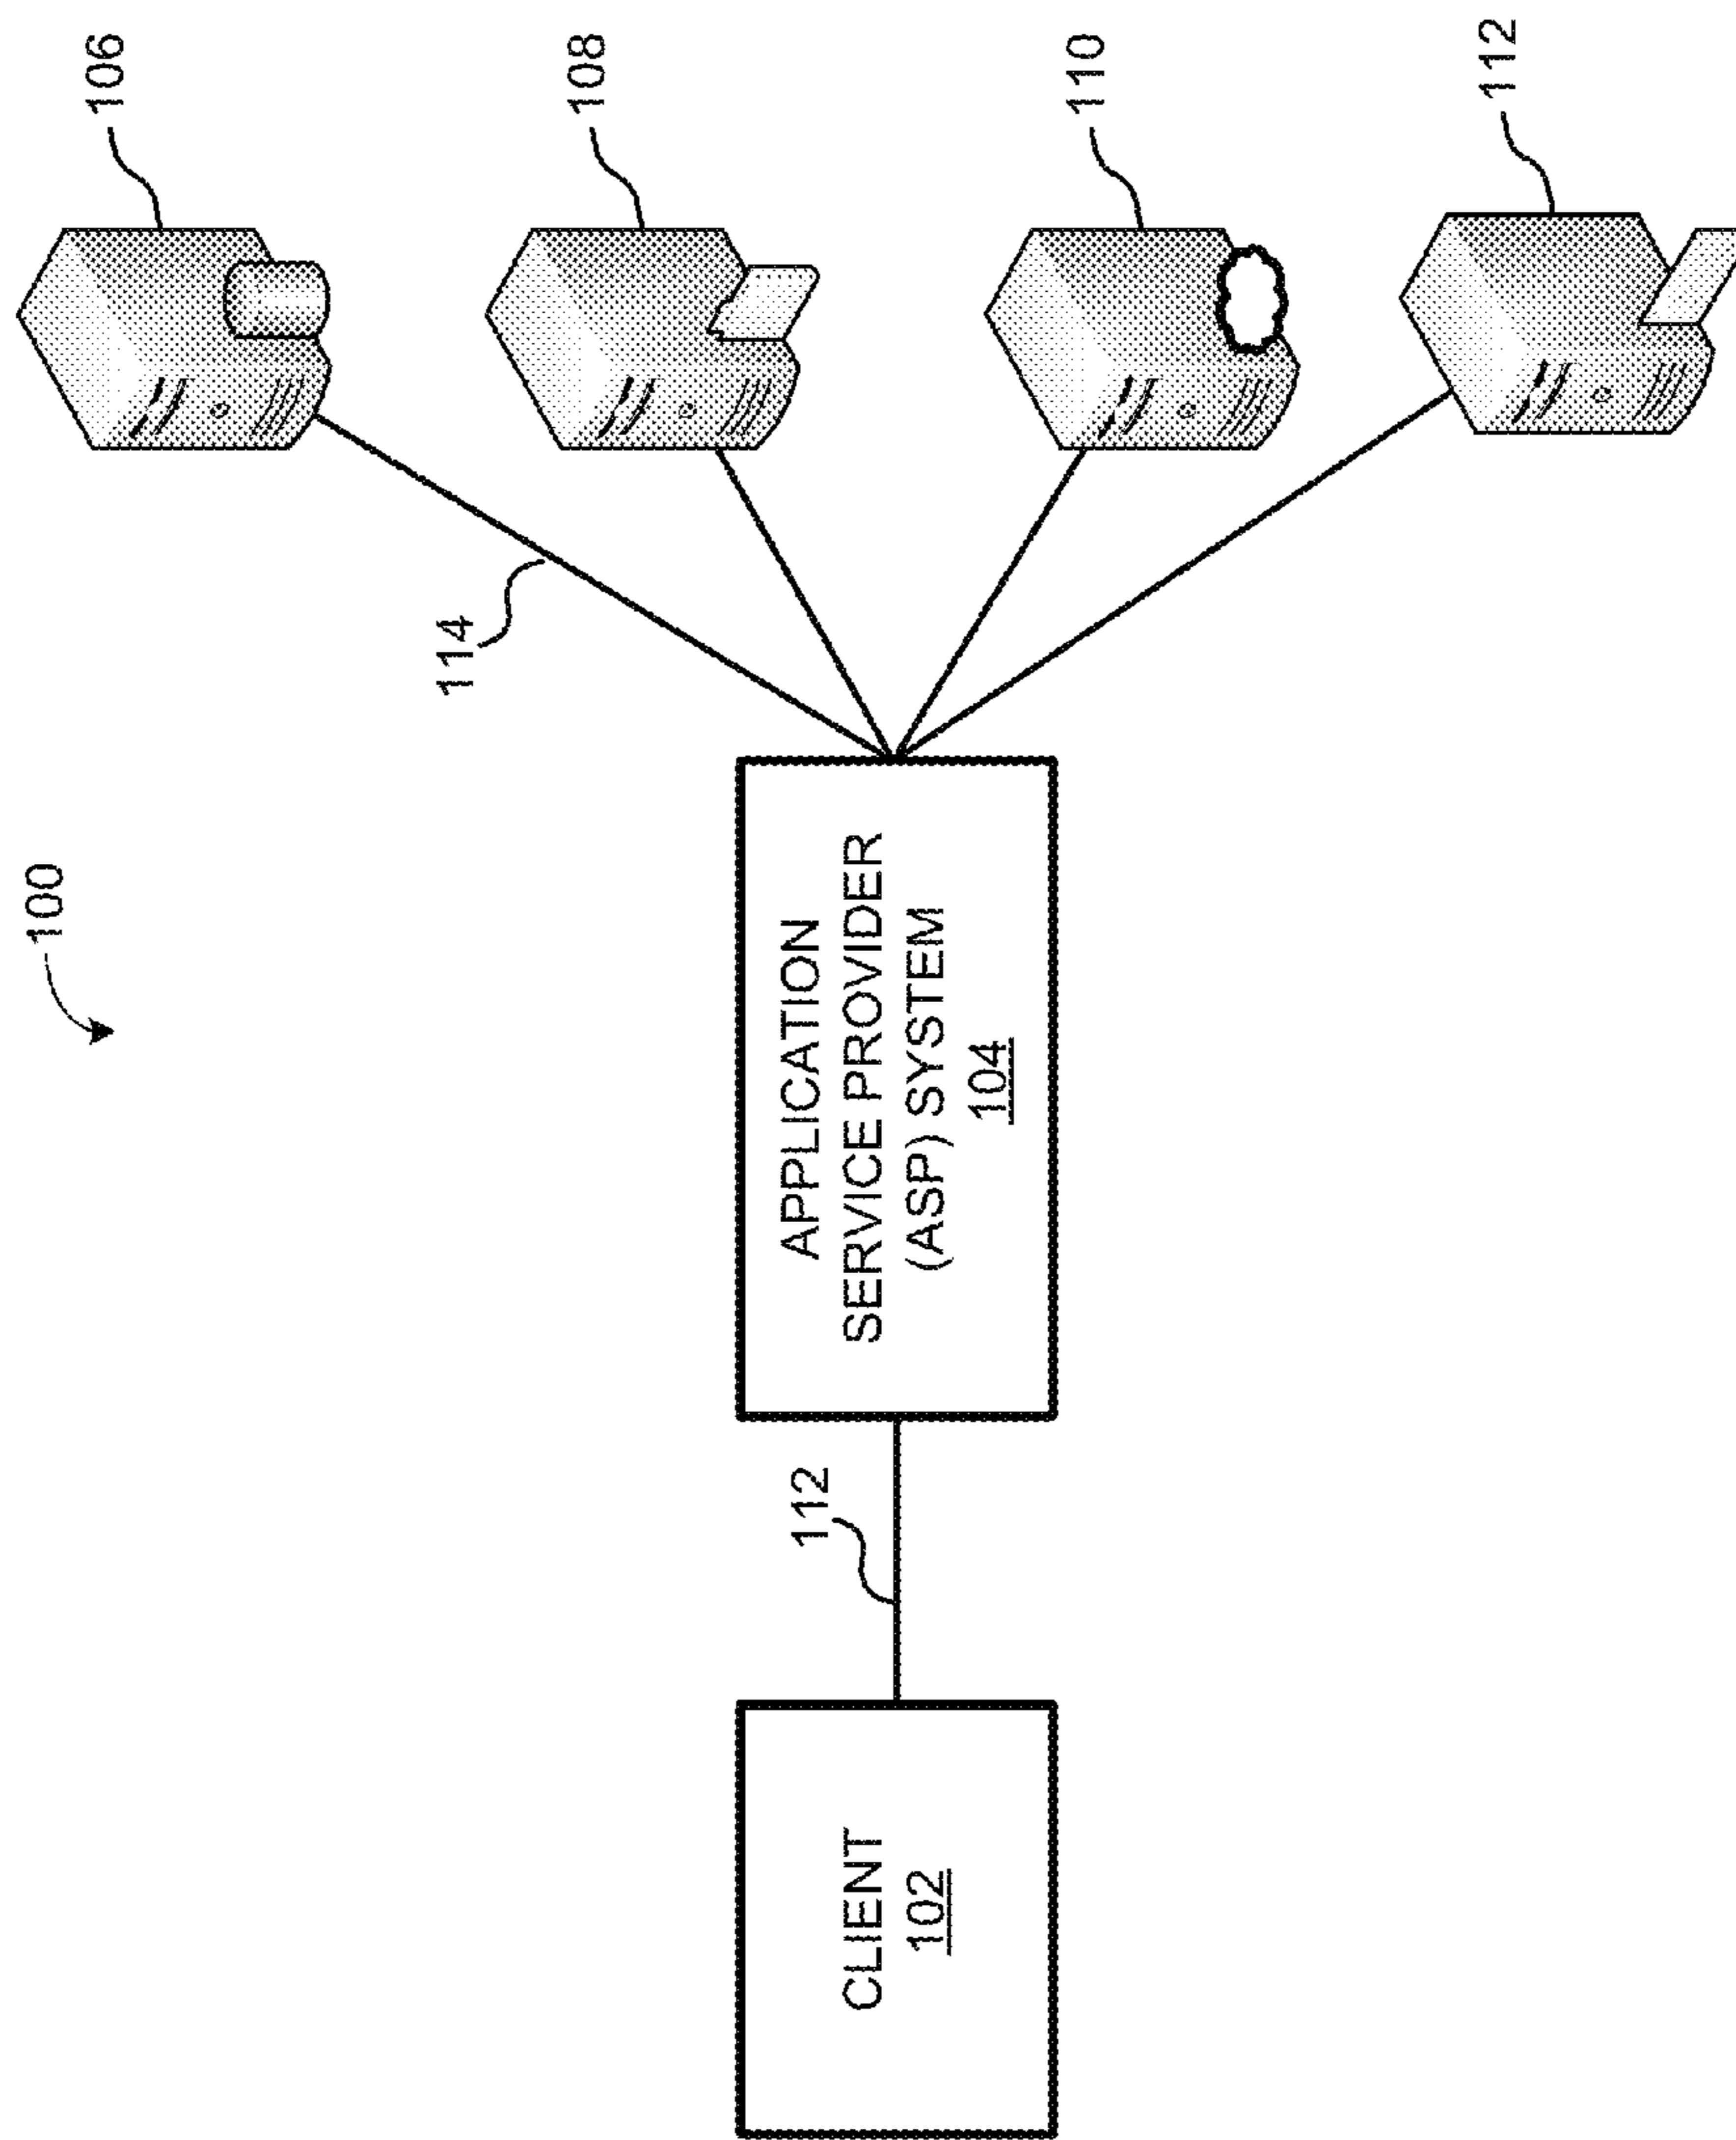 100
106
108
110
112
114
APPLICATION
SERVICE PROVIDER
(ASP) SYSTEM
104
112
CLIENT
102